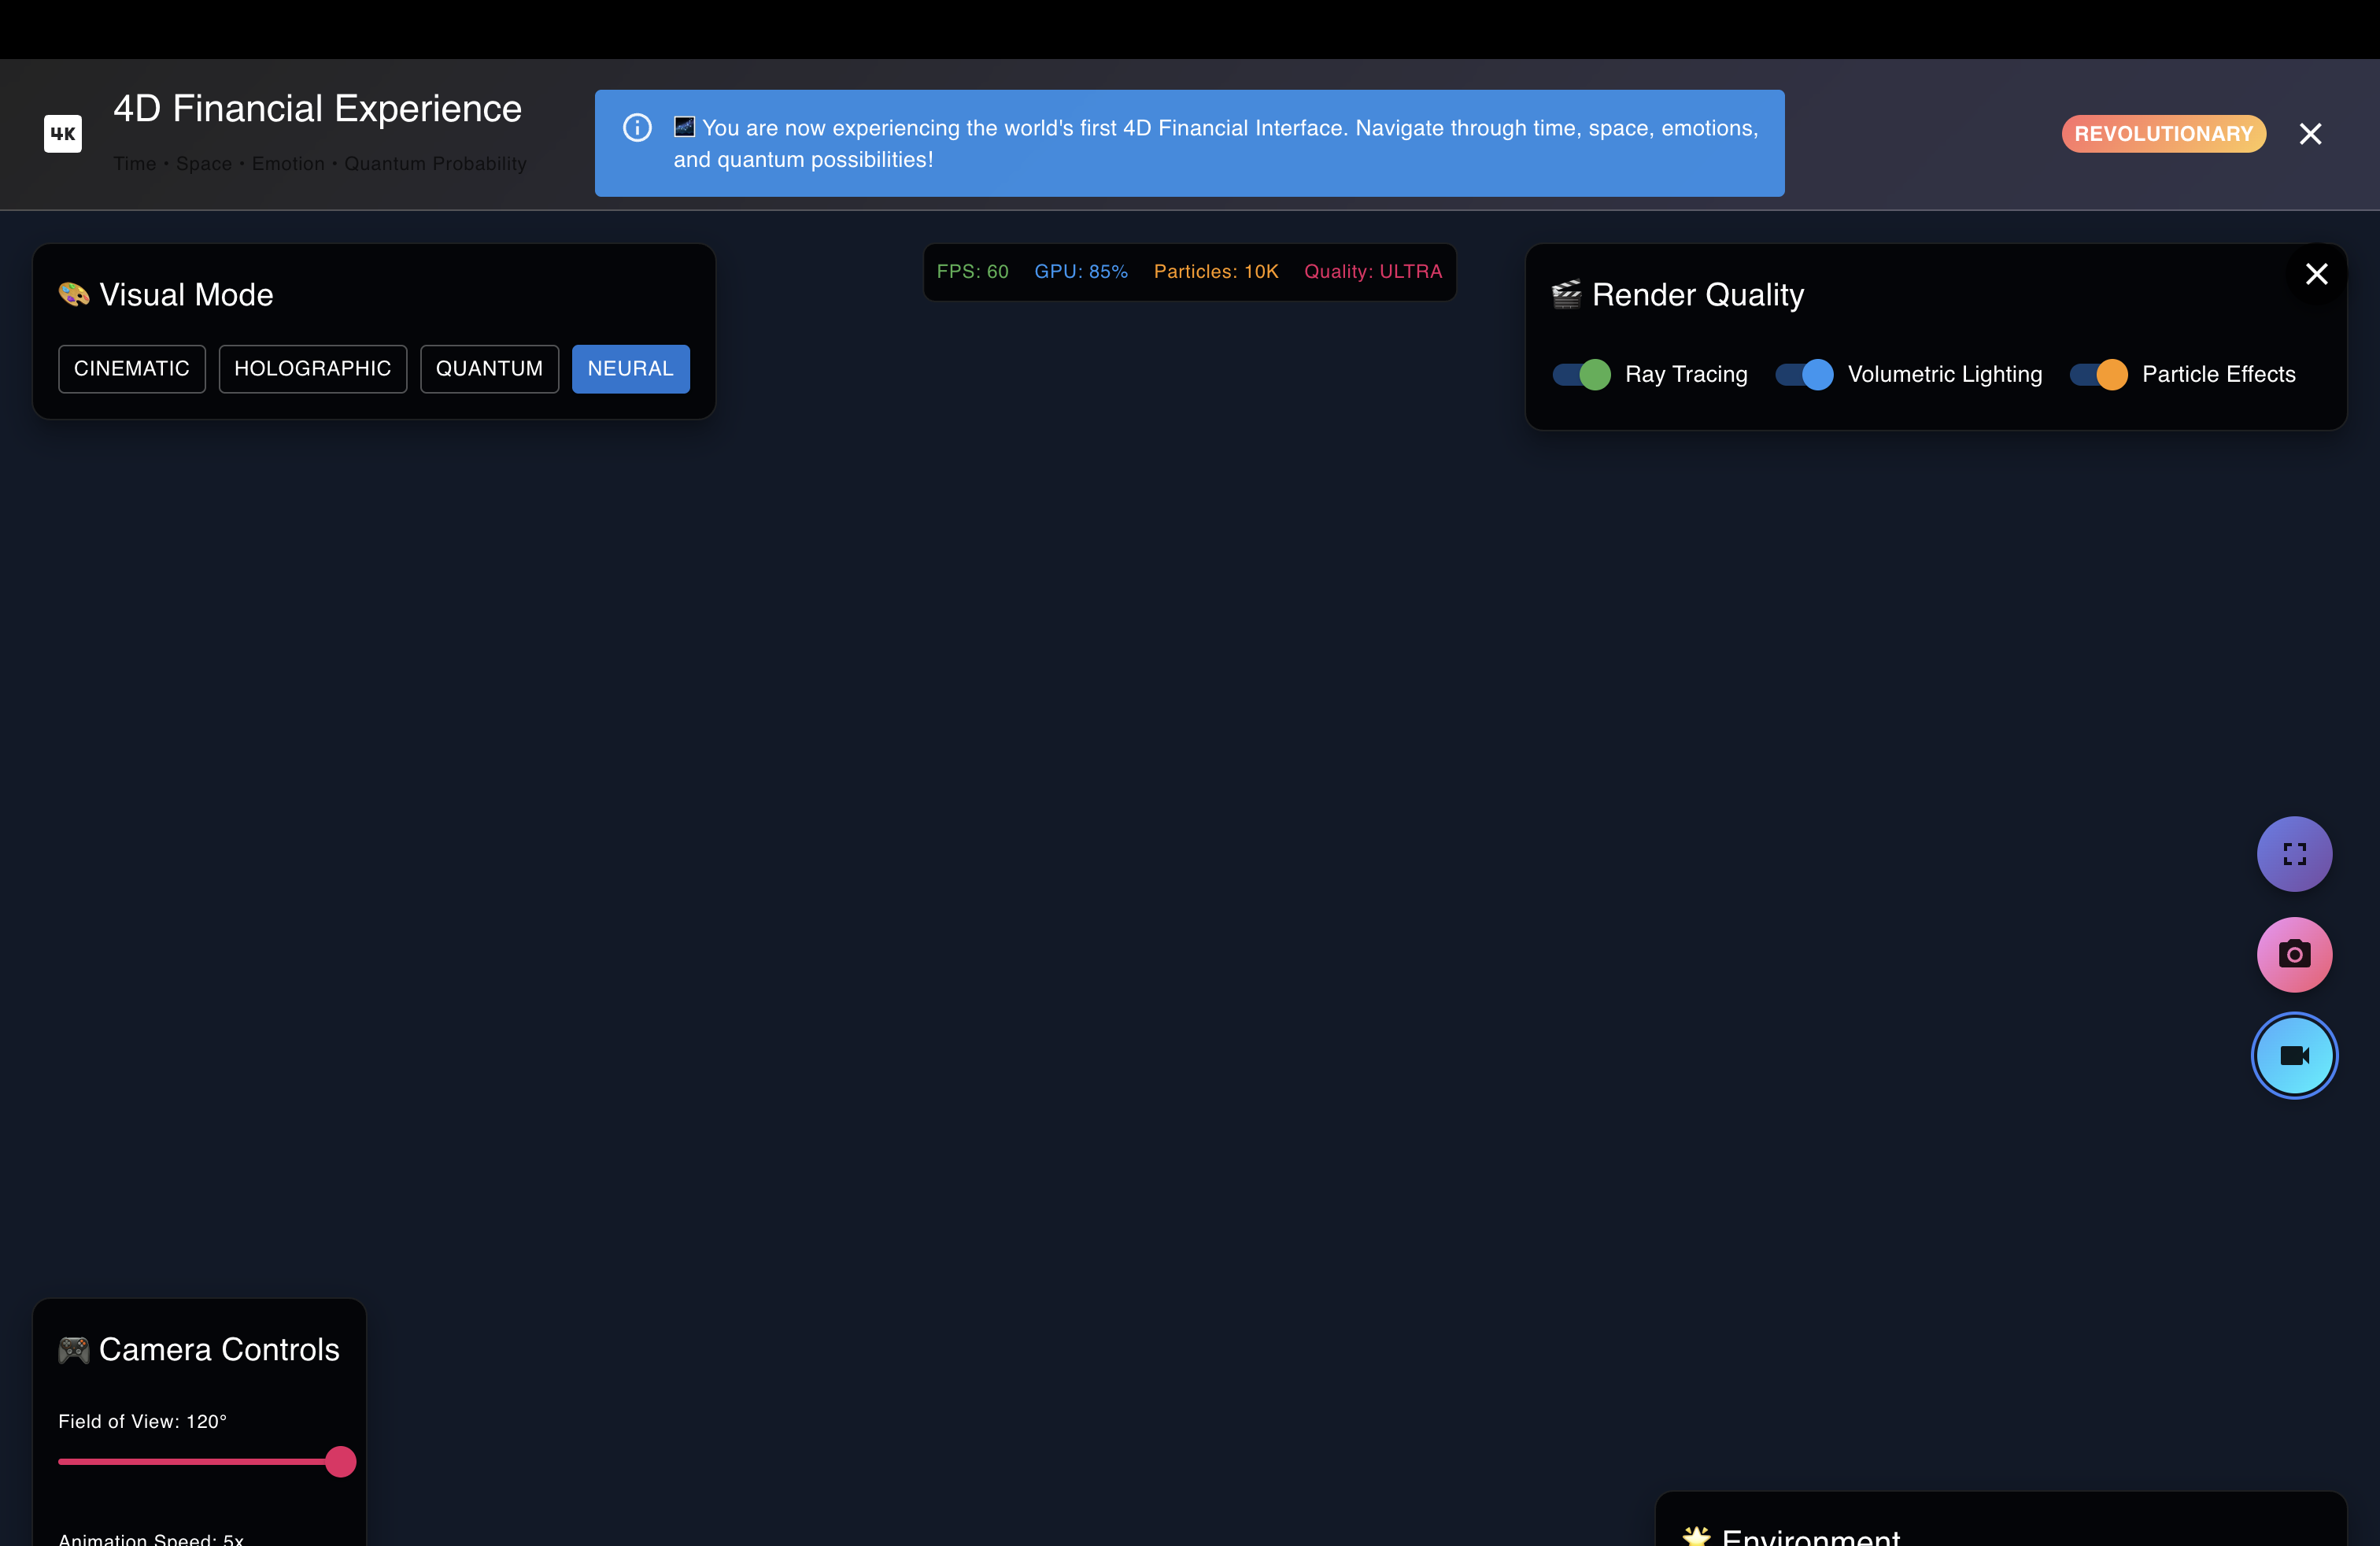 4K
4D Financial Experience
Time • Space • Emotion • Quantum Probability
You are now experiencing the world's first 4D Financial Interface. Navigate through time, space, emotions,
and quantum possibilities!
REVOLUTIONARY
🎨 Visual Mode
CINEMATIC HOLOGRAPHIC QUANTUM NEURAL
FPS: 60 GPU: 85% Particles: 10K Quality: ULTRA
🎬 Render Quality
Ray Tracing Volumetric Lighting Particle Effects
🎮 Camera Controls
Field of View: 120°
Animation Speed: 5x
🌟 Environment